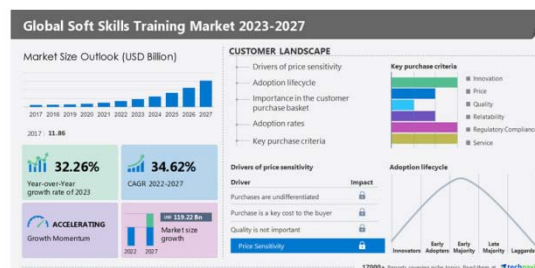 Global Soft Skills Training Market 2023-2027
Market Size Outlook (USD Billion)
2017 2018 2019 2020 2021 2022 2023 2024 2025 2026 2027
2017 : 11.86
32.26%
Year-over-Year
growth rate of 2023
34.62%
CAGR 2022-2027
ACCELERATING
Growth Momentum
USD 119.22 Bn
Market size
growth
2022 2027
CUSTOMER LANDSCAPE
Drivers of price sensitivity
Adoption lifecycle
Importance in the customer
purchase basket
Adoption rates
Key purchase criteria
Key purchase criteria
Innovation
Price
Quality
Relatability
Regulatory Compliance
Service
Drivers of price sensitivity
Driver Impact
Purchases are undifferentiated
Purchase is a key cost to the buyer
Quality is not important
Price Sensitivity
Adoption lifecycle
Innovators
Early
Adopters
Early
Majority
Late
Majority
Laggards
17000+